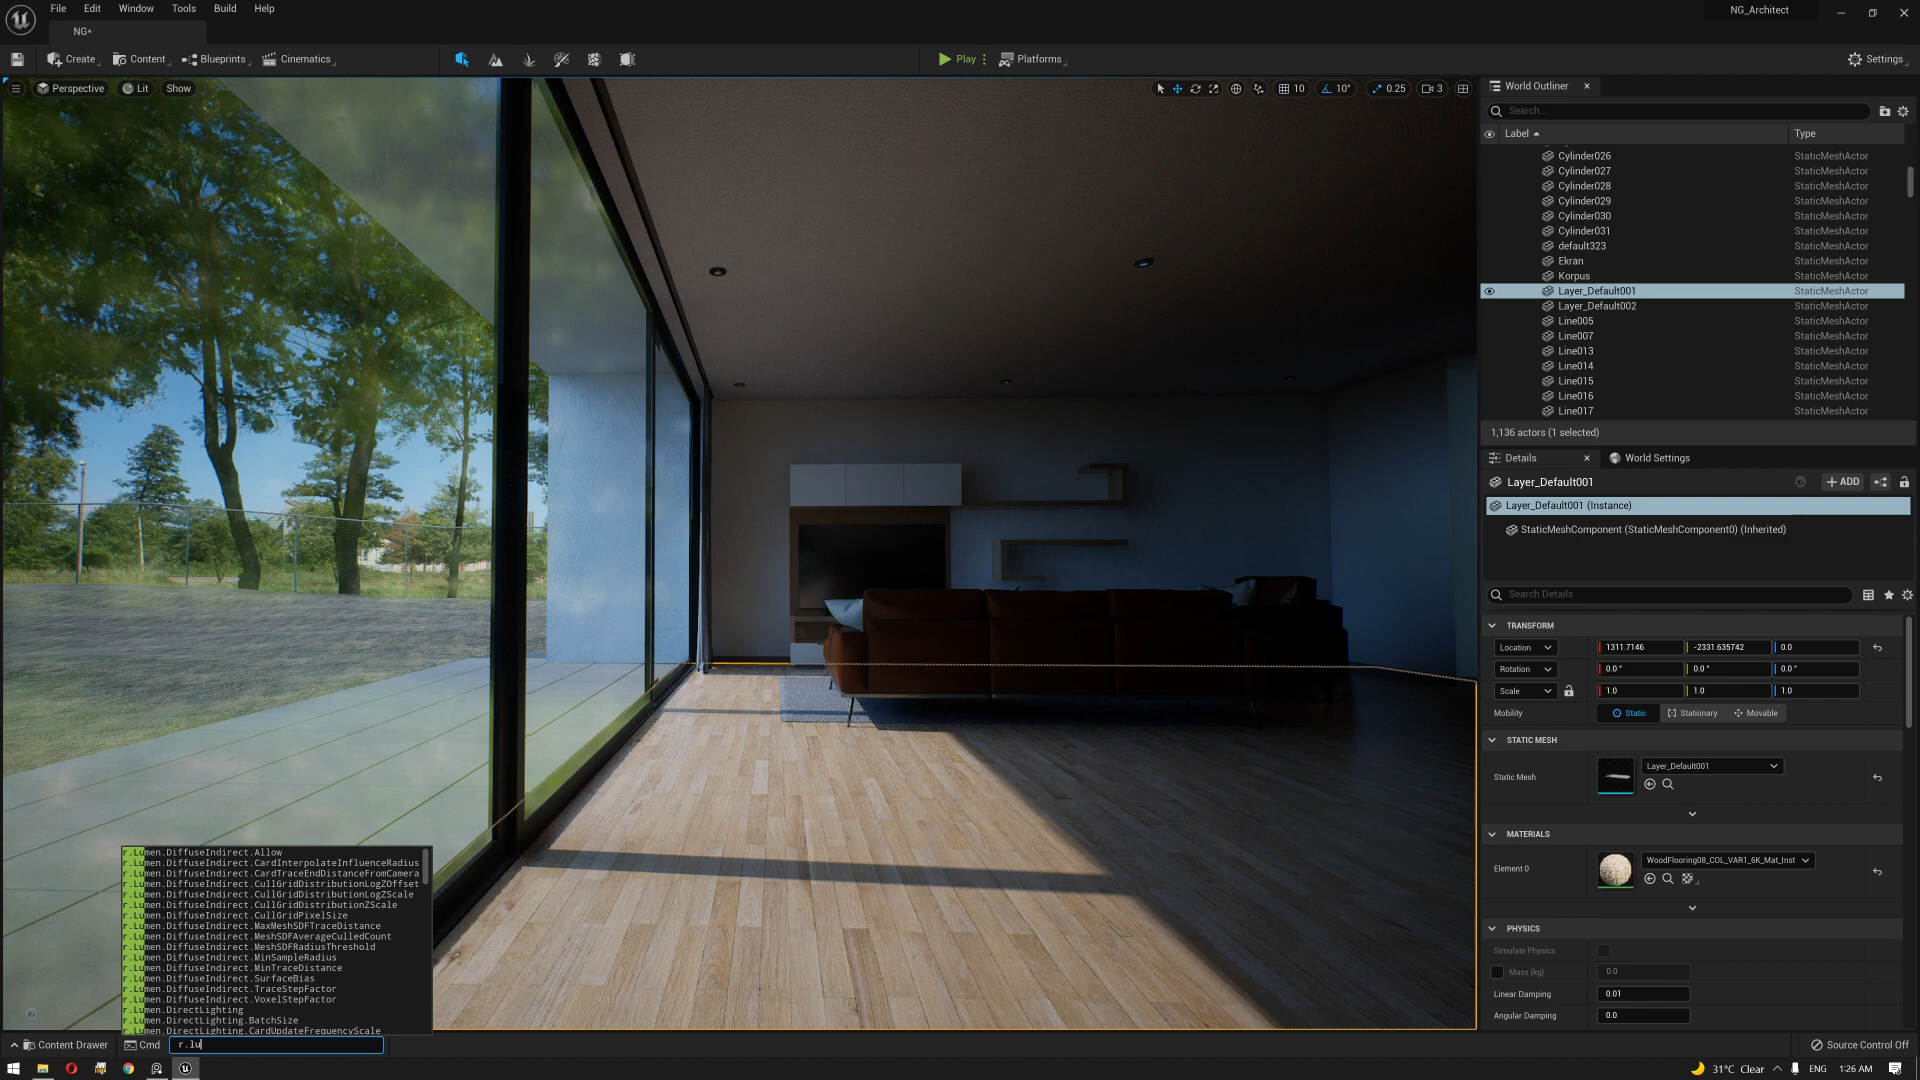 File Edit Window Tools Build Help
NG_Architect
NG*
Create Content Blueprints Cinematics
Play Platforms
Settings
Perspective Lit Show
10 10° 0.25 3
World Outliner
Search...
Label Type
Cylinder026 StaticMeshActor
Cylinder027 StaticMeshActor
Cylinder028 StaticMeshActor
Cylinder029 StaticMeshActor
Cylinder030 StaticMeshActor
Cylinder031 StaticMeshActor
default323 StaticMeshActor
Ekran StaticMeshActor
Korpus StaticMeshActor
Layer_Default001 StaticMeshActor
Layer_Default002 StaticMeshActor
Line005 StaticMeshActor
Line007 StaticMeshActor
Line013 StaticMeshActor
Line014 StaticMeshActor
Line015 StaticMeshActor
Line016 StaticMeshActor
Line017 StaticMeshActor
1,136 actors (1 selected)
Details World Settings
Layer_Default001 + ADD
Layer_Default001 (Instance)
StaticMeshComponent (StaticMeshComponent0) (Inherited)
Search Details
TRANSFORM
Location 1311.7146 -2331.635742 0.0
Rotation 0.0° 0.0° 0.0°
Scale 1.0 1.0 1.0
Mobility Static Stationary Movable
STATIC MESH
Static Mesh Layer_Default001
MATERIALS
Element 0 WoodFlooring08_COL_VAR1_6K_Mat_Inst
PHYSICS
Simulate Physics
Mass (kg) 0.0
Linear Damping 0.01
Angular Damping 0.0
r.Lumen.DiffuseIndirect.Allow
r.Lumen.DiffuseIndirect.CardInterpolateInfluenceRadius
r.Lumen.DiffuseIndirect.CardTraceEndDistanceFromCamera
r.Lumen.DiffuseIndirect.CullGridDistributionLogZOffset
r.Lumen.DiffuseIndirect.CullGridDistributionLogZScale
r.Lumen.DiffuseIndirect.CullGridDistributionZScale
r.Lumen.DiffuseIndirect.CullGridPixelSize
r.Lumen.DiffuseIndirect.MaxMeshSDFTraceDistance
r.Lumen.DiffuseIndirect.MeshSDFAverageCulledCount
r.Lumen.DiffuseIndirect.MeshSDFRadiusThreshold
r.Lumen.DiffuseIndirect.MinSampleRadius
r.Lumen.DiffuseIndirect.MinTraceDistance
r.Lumen.DiffuseIndirect.SurfaceBias
r.Lumen.DiffuseIndirect.TraceStepFactor
r.Lumen.DiffuseIndirect.VoxelStepFactor
r.Lumen.DirectLighting
r.Lumen.DirectLighting.BatchSize
r.Lumen.DirectLighting.CardUpdateFrequencyScale
Content Drawer Cmd r.lu
Source Control Off
31°C Clear ENG 1:26 AM